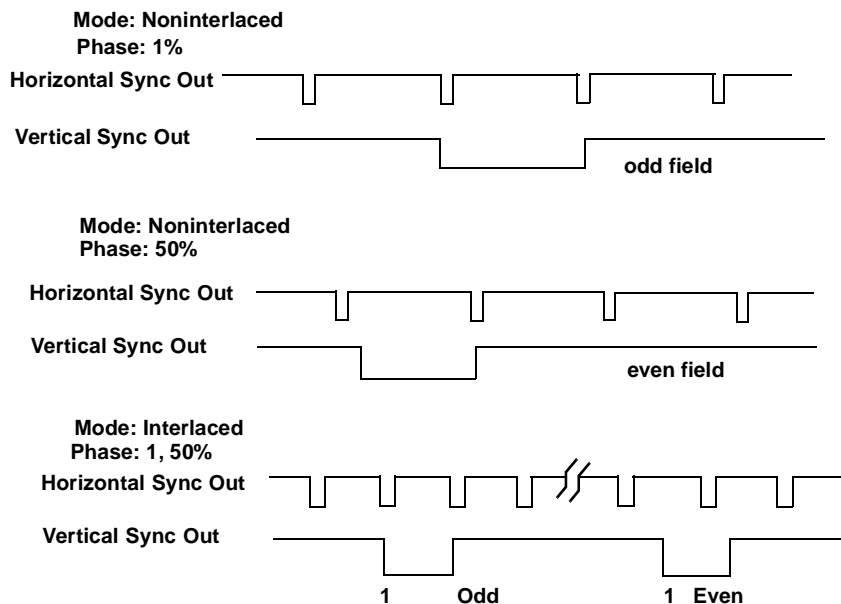 Mode: Noninterlaced
Phase: 1%
Horizontal Sync Out
Vertical Sync Out
odd field
Mode: Noninterlaced
Phase: 50%
Horizontal Sync Out
Vertical Sync Out
even field
Mode: Interlaced
Phase: 1, 50%
Horizontal Sync Out
Vertical Sync Out
1 Odd 1 Even